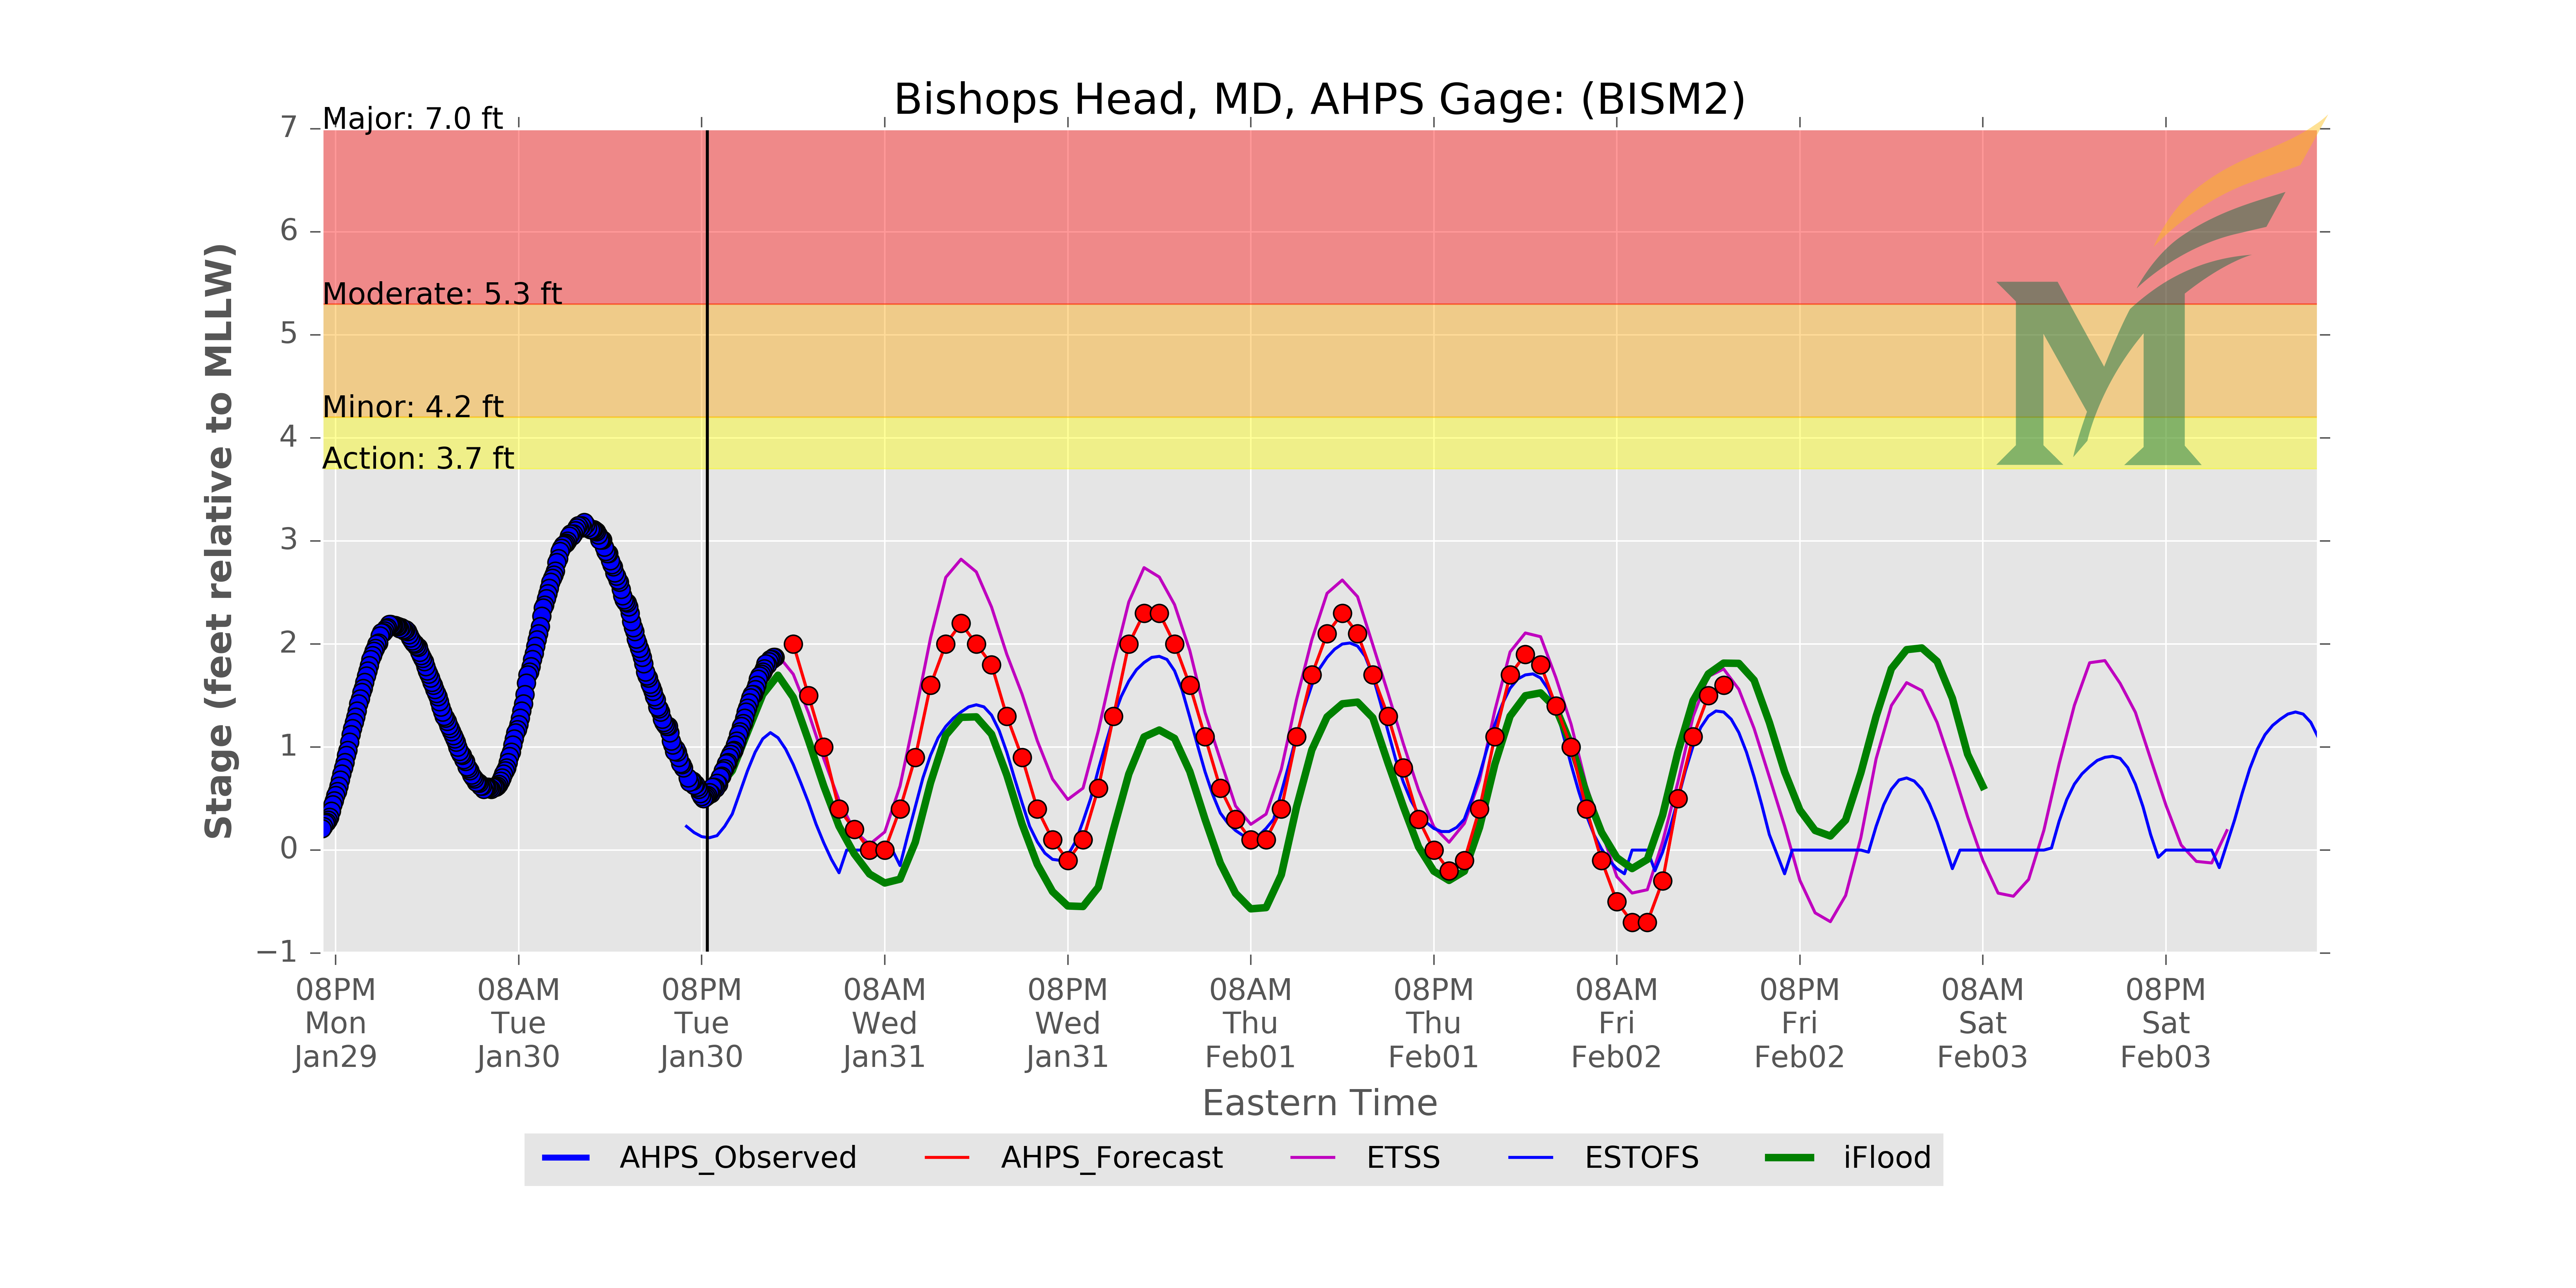 Bishops Head, MD, AHPS Gage: (BISM2)
Major: 7.0 ft
Moderate: 5.3 ft
Minor: 4.2 ft
Action: 3.7 ft
Stage (feet relative to MLLW)
7
6
5
4
3
2
1
0
−1
08PM Mon Jan29
08AM Tue Jan30
08PM Tue Jan30
08AM Wed Jan31
08PM Wed Jan31
08AM Thu Feb01
08PM Thu Feb01
08AM Fri Feb02
08PM Fri Feb02
08AM Sat Feb03
08PM Sat Feb03
Eastern Time
AHPS_Observed AHPS_Forecast ETSS ESTOFS iFlood
M